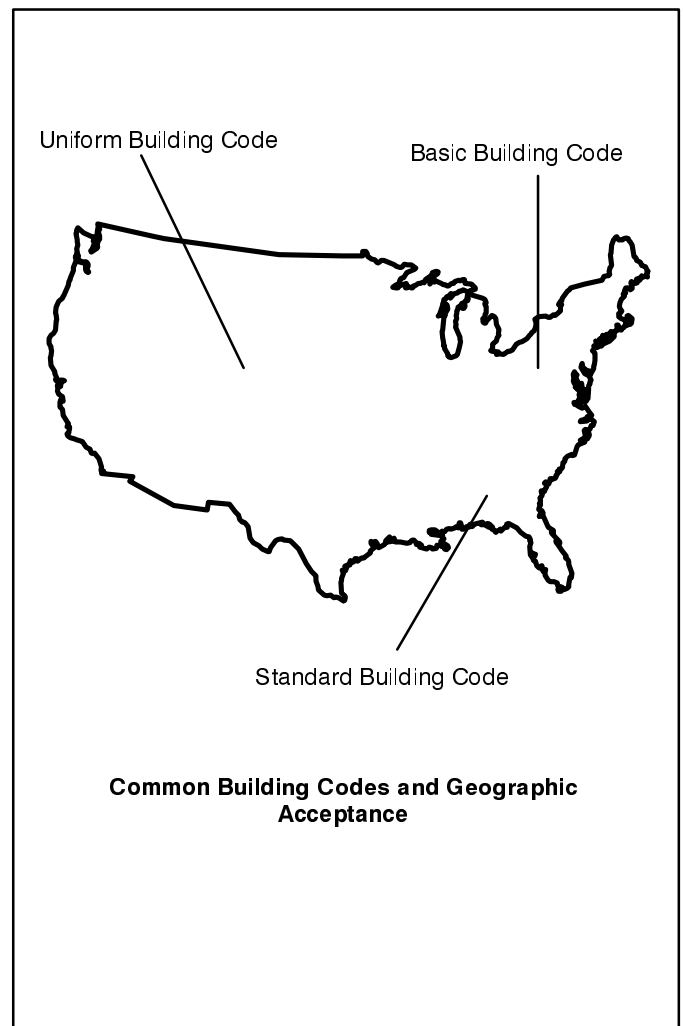 Uniform Building Code
Basic Building Code
Standard Building Code
Common Building Codes and Geographic
Acceptance